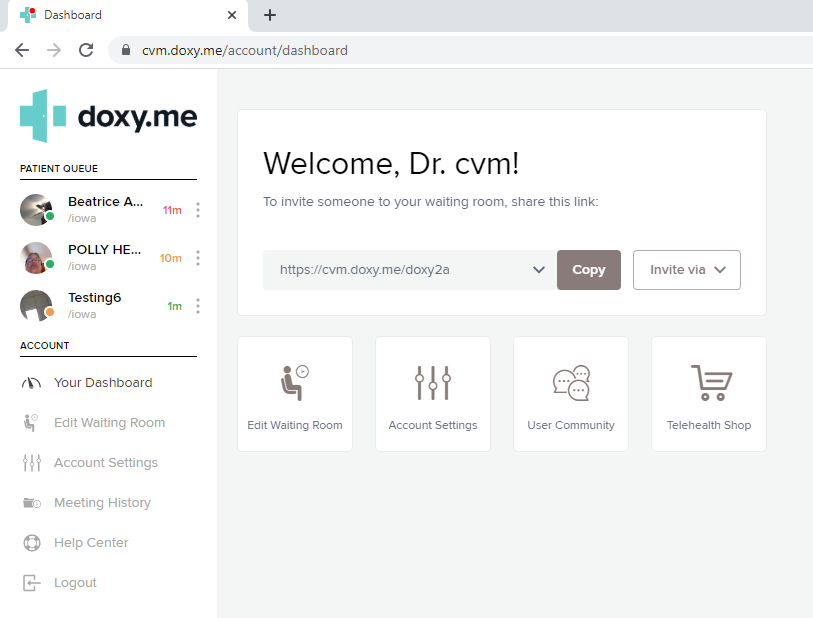 Dashboard
cvm.doxy.me/account/dashboard
doxy.me
PATIENT QUEUE
Beatrice A...
11m
/iowa
POLLY HE...
10m
/iowa
Testing6
1m
/iowa
ACCOUNT
Your Dashboard
Edit Waiting Room
Account Settings
Meeting History
Help Center
Logout
Welcome, Dr. cvm!
To invite someone to your waiting room, share this link:
https://cvm.doxy.me/doxy2a
Copy
Invite via
Edit Waiting Room
Account Settings
User Community
Telehealth Shop